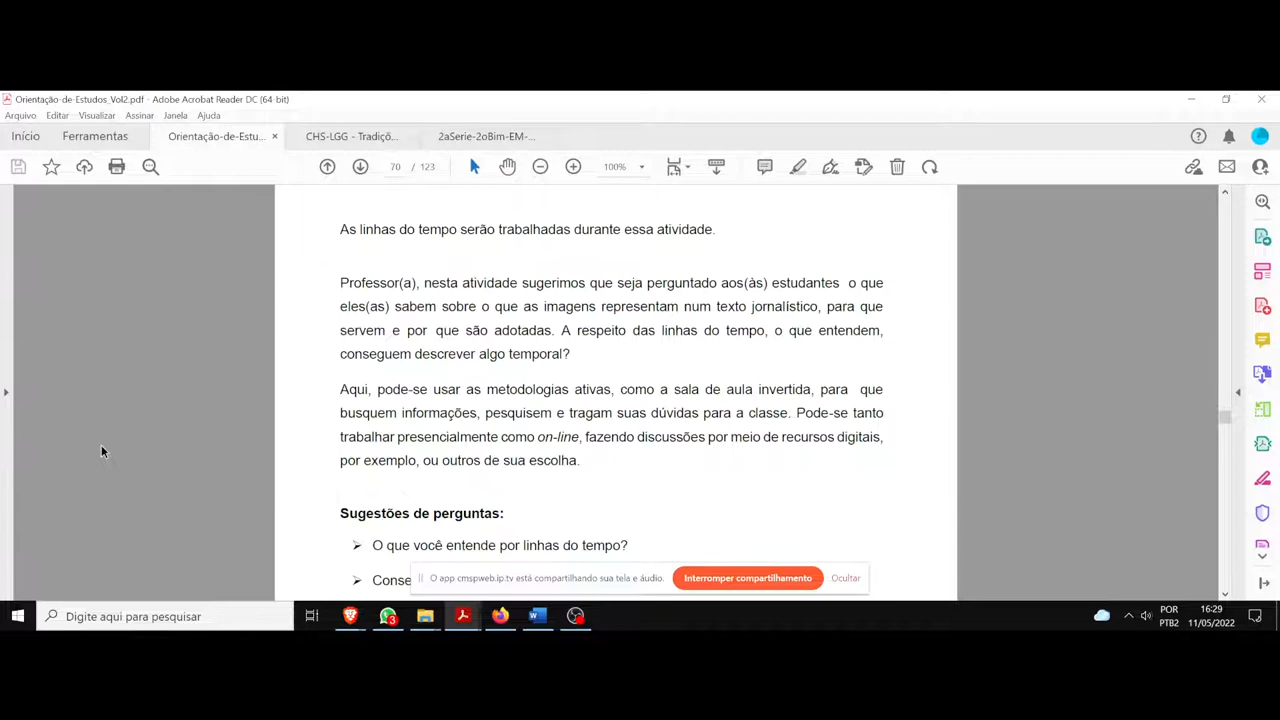 Orientação-de-Estudos_Vol2.pdf - Adobe Acrobat Reader DC (64-bit)
Arquivo Editar Visualizar Assinar Janela Ajuda
Início Ferramentas Orientação-de-Estu... × CHS-LGG - Tradiçõ... 2aSerie-2oBim-EM-...
70 / 123 100%
As linhas do tempo serão trabalhadas durante essa atividade.
Professor(a), nesta atividade sugerimos que seja perguntado aos(às) estudantes o que
eles(as) sabem sobre o que as imagens representam num texto jornalístico, para que
servem e por que são adotadas. A respeito das linhas do tempo, o que entendem,
conseguem descrever algo temporal?
Aqui, pode-se usar as metodologias ativas, como a sala de aula invertida, para que
busquem informações, pesquisem e tragam suas dúvidas para a classe. Pode-se tanto
trabalhar presencialmente como on-line, fazendo discussões por meio de recursos digitais,
por exemplo, ou outros de sua escolha.
Sugestões de perguntas:
➢ O que você entende por linhas do tempo?
➢ Conse
O app cmspweb.ip.tv está compartilhando sua tela e áudio. Interromper compartilhamento Ocultar
Digite aqui para pesquisar
3
POR
PTB2
16:29
11/05/2022